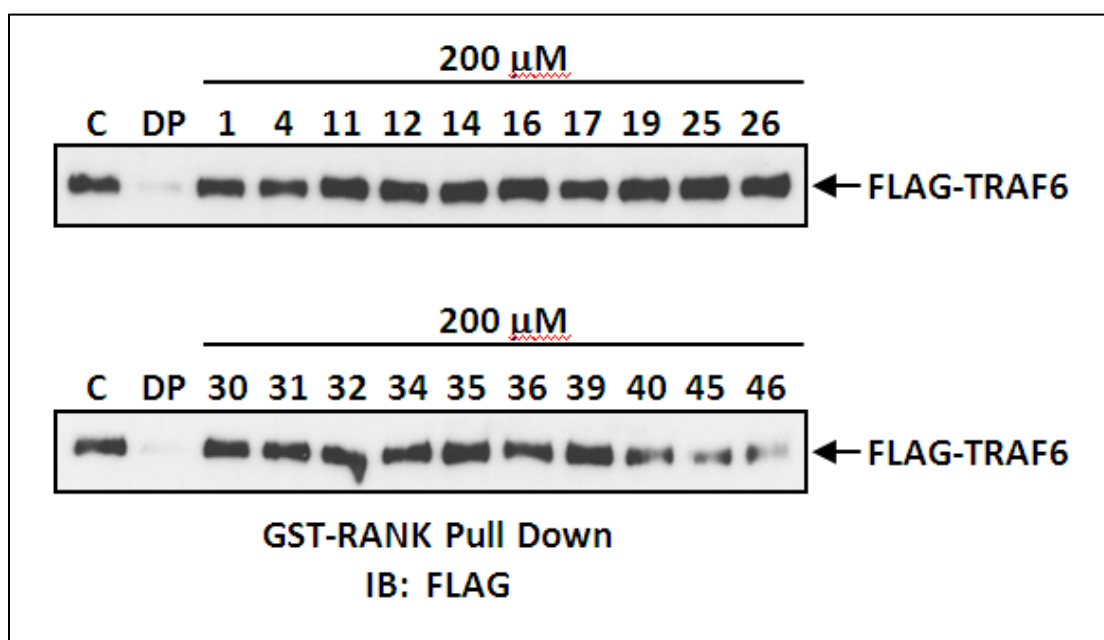 200 µM
C DP 1 4 11 12 14 16 17 19 25 26
FLAG-TRAF6
200 µM
C DP 30 31 32 34 35 36 39 40 45 46
FLAG-TRAF6
GST-RANK Pull Down
IB: FLAG